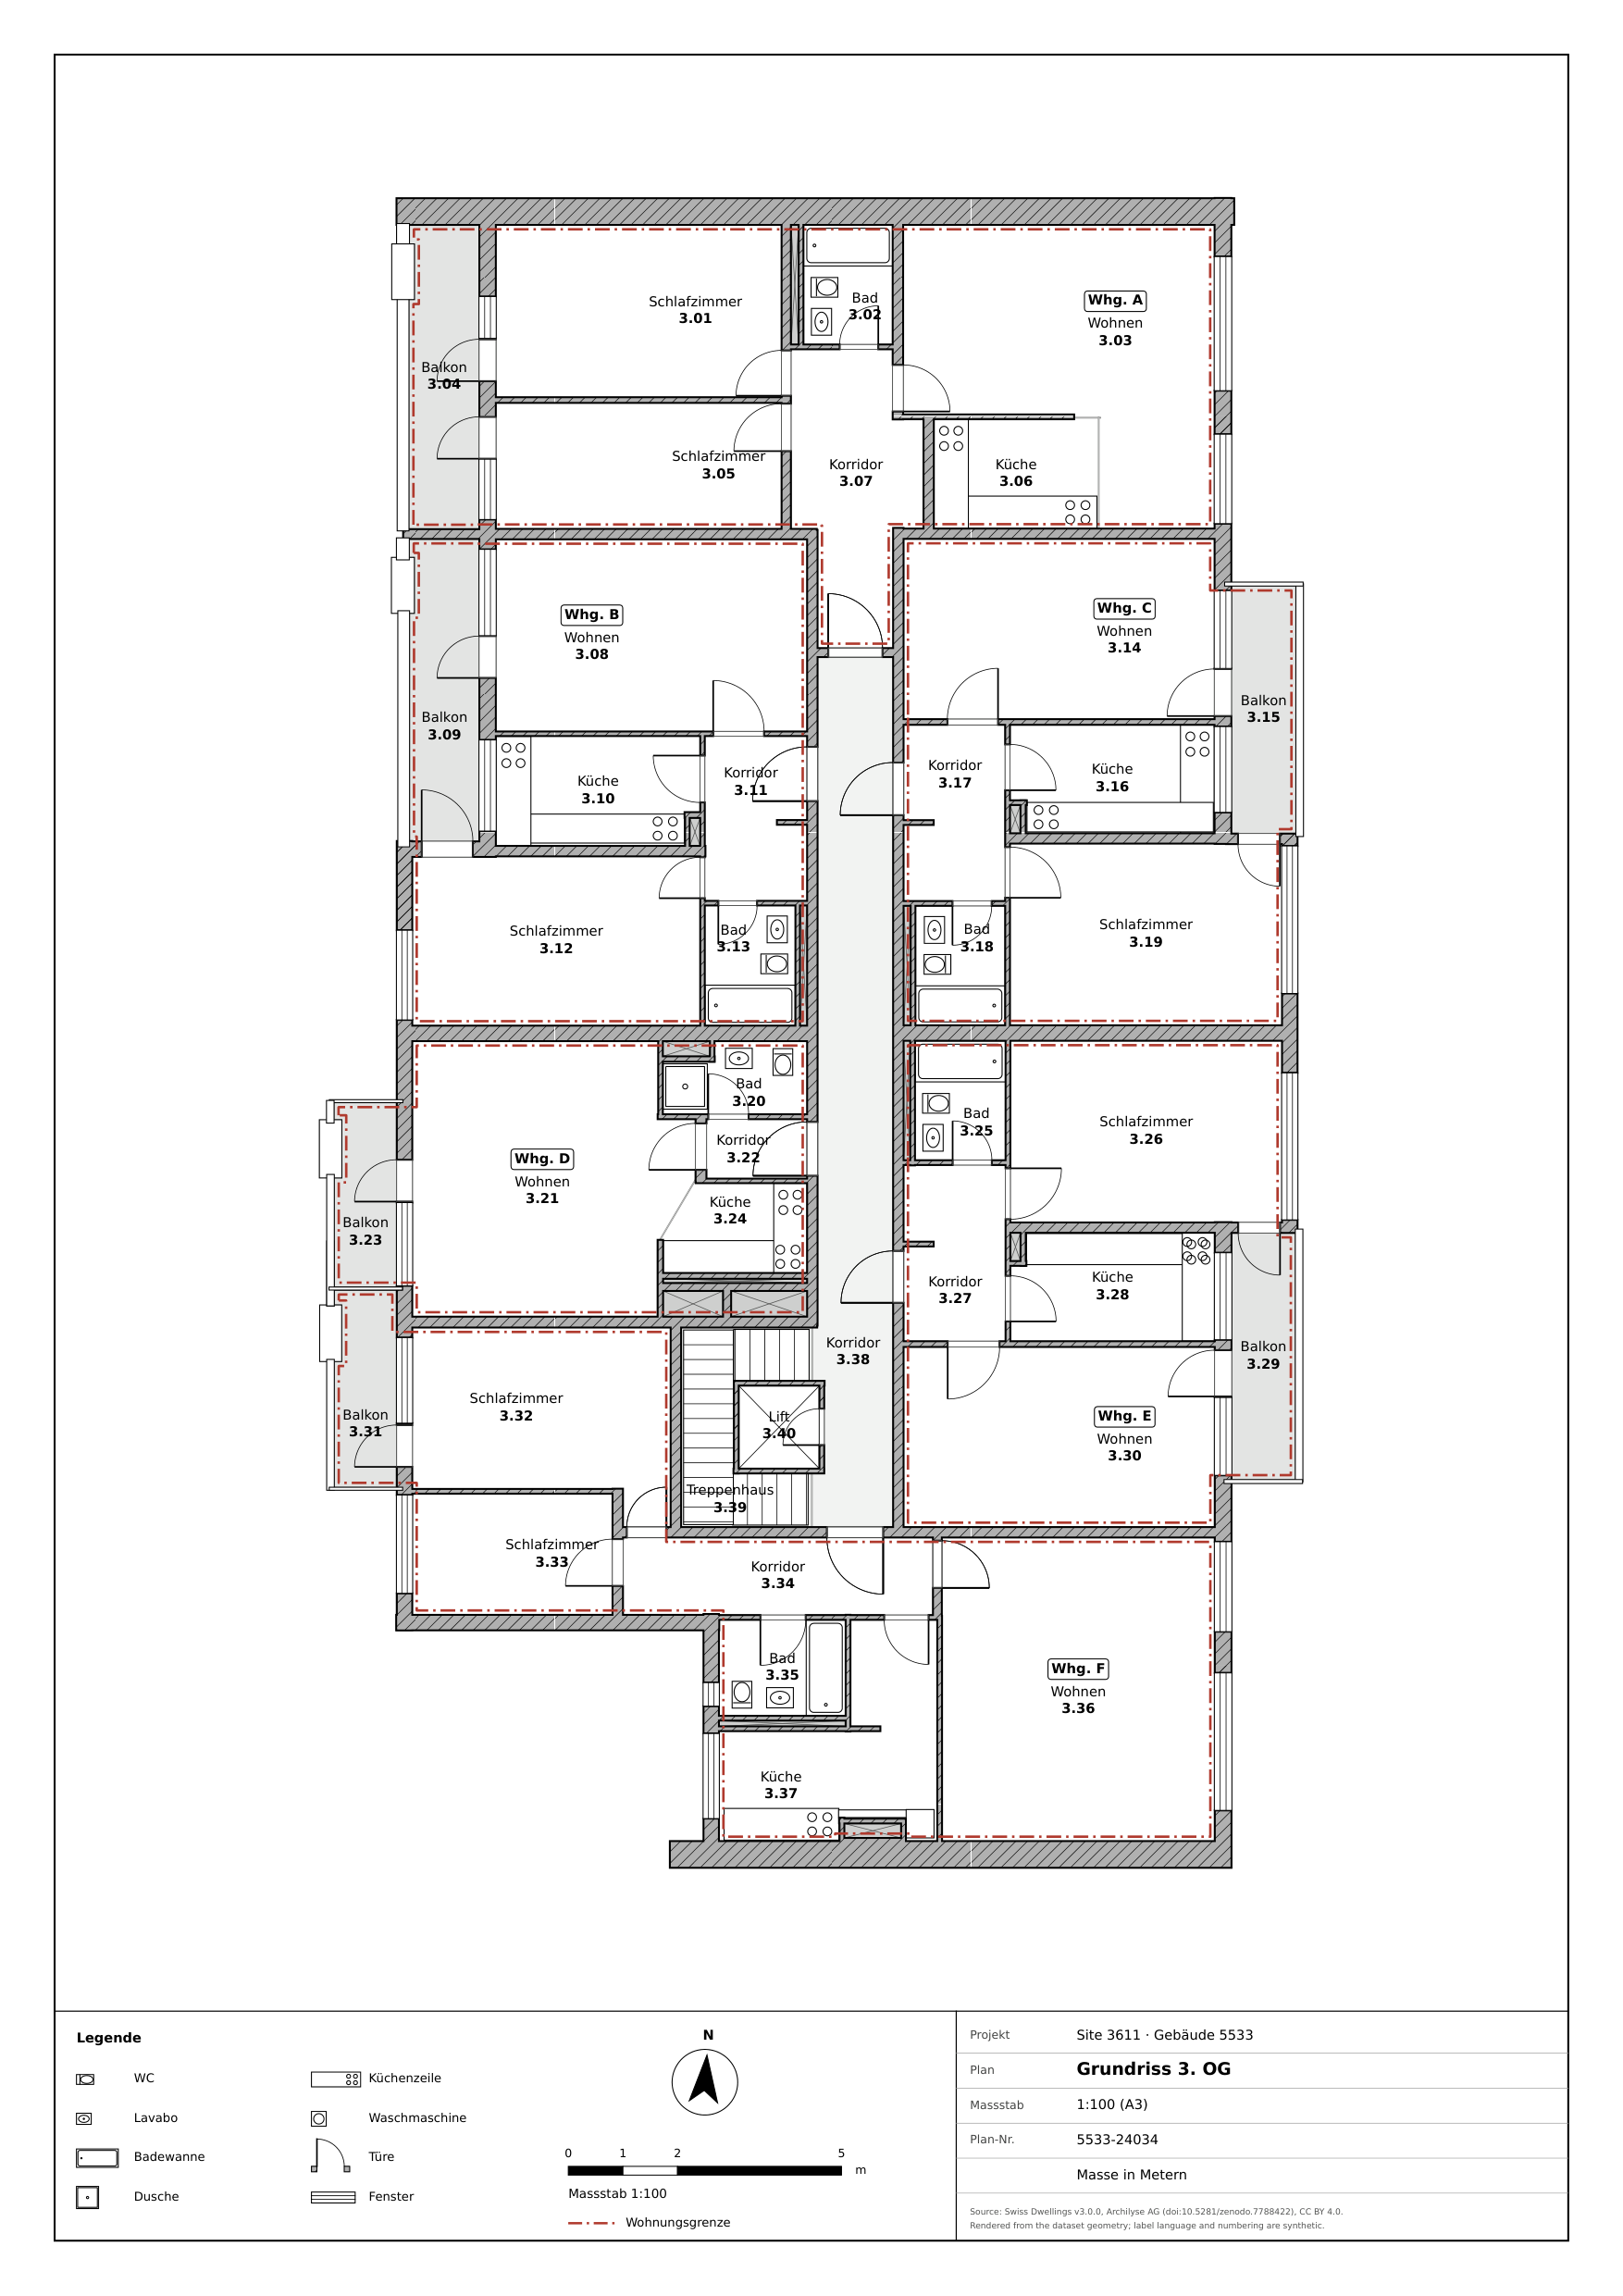 Schlafzimmer
3.01
Bad
3.02
Whg. A
Wohnen
3.03
Balkon
3.04
Schlafzimmer
3.05
Küche
3.06
Korridor
3.07
Whg. B
Wohnen
3.08
Balkon
3.09
Küche
3.10
Korridor
3.11
Schlafzimmer
3.12
Bad
3.13
Whg. C
Wohnen
3.14
Balkon
3.15
Küche
3.16
Korridor
3.17
Bad
3.18
Schlafzimmer
3.19
Bad
3.20
Whg. D
Wohnen
3.21
Korridor
3.22
Balkon
3.23
Küche
3.24
Bad
3.25
Schlafzimmer
3.26
Korridor
3.27
Küche
3.28
Balkon
3.29
Whg. E
Wohnen
3.30
Balkon
3.31
Schlafzimmer
3.32
Schlafzimmer
3.33
Korridor
3.34
Bad
3.35
Whg. F
Wohnen
3.36
Küche
3.37
Korridor
3.38
Treppenhaus
3.39
Lift
3.40
Legende
WC
Lavabo
Badewanne
Dusche
Küchenzeile
Waschmaschine
Türe
Fenster
N
0 1 2 5
m
Massstab 1:100
Wohnungsgrenze
Projekt Site 3611 · Gebäude 5533
Plan Grundriss 3. OG
Massstab 1:100 (A3)
Plan-Nr. 5533-24034
Masse in Metern
Source: Swiss Dwellings v3.0.0, Archilyse AG (doi:10.5281/zenodo.7788422), CC BY 4.0.
Rendered from the dataset geometry; label language and numbering are synthetic.